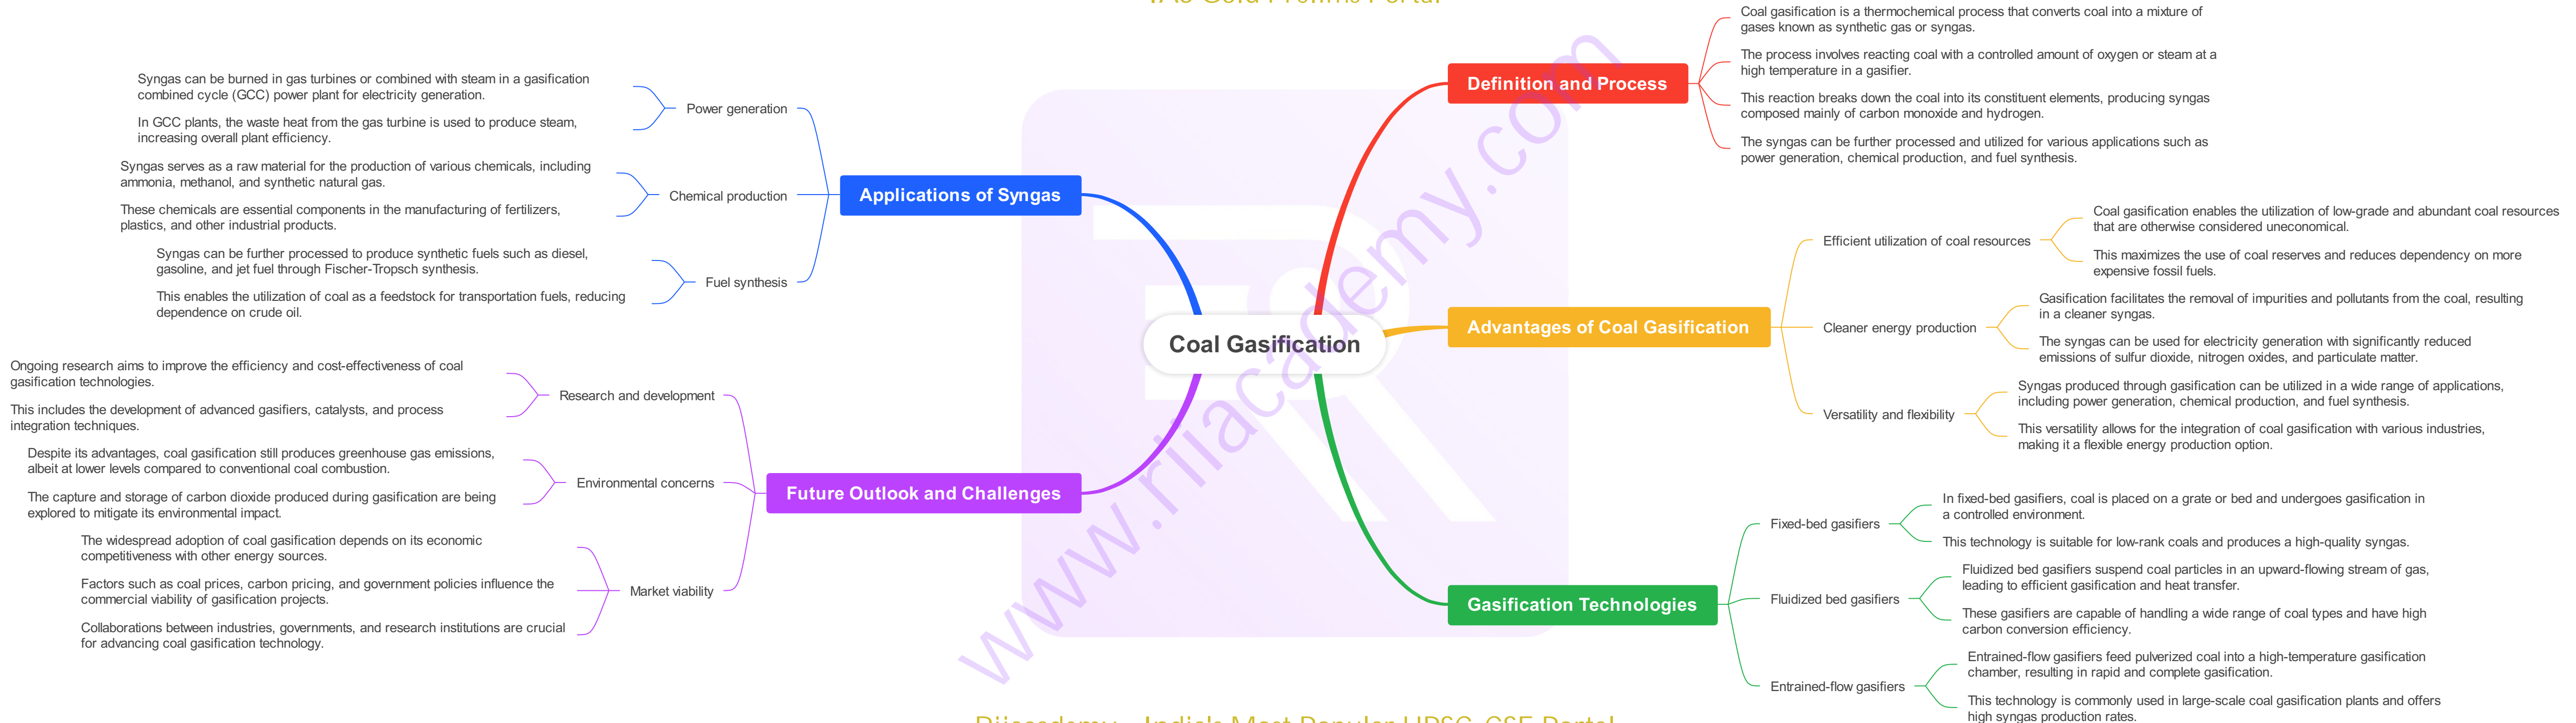 Coal Gasification
Definition and Process
Coal gasification is a thermochemical process that converts coal into a mixture of
gases known as synthetic gas or syngas.
The process involves reacting coal with a controlled amount of oxygen or steam at a
high temperature in a gasifier.
This reaction breaks down the coal into its constituent elements, producing syngas
composed mainly of carbon monoxide and hydrogen.
The syngas can be further processed and utilized for various applications such as
power generation, chemical production, and fuel synthesis.
Advantages of Coal Gasification
Efficient utilization of coal resources
Coal gasification enables the utilization of low-grade and abundant coal resources
that are otherwise considered uneconomical.
This maximizes the use of coal reserves and reduces dependency on more
expensive fossil fuels.
Cleaner energy production
Gasification facilitates the removal of impurities and pollutants from the coal, resulting
in a cleaner syngas.
The syngas can be used for electricity generation with significantly reduced
emissions of sulfur dioxide, nitrogen oxides, and particulate matter.
Versatility and flexibility
Syngas produced through gasification can be utilized in a wide range of applications,
including power generation, chemical production, and fuel synthesis.
This versatility allows for the integration of coal gasification with various industries,
making it a flexible energy production option.
Gasification Technologies
Fixed-bed gasifiers
In fixed-bed gasifiers, coal is placed on a grate or bed and undergoes gasification in
a controlled environment.
This technology is suitable for low-rank coals and produces a high-quality syngas.
Fluidized bed gasifiers
Fluidized bed gasifiers suspend coal particles in an upward-flowing stream of gas,
leading to efficient gasification and heat transfer.
These gasifiers are capable of handling a wide range of coal types and have high
carbon conversion efficiency.
Entrained-flow gasifiers
Entrained-flow gasifiers feed pulverized coal into a high-temperature gasification
chamber, resulting in rapid and complete gasification.
This technology is commonly used in large-scale coal gasification plants and offers
high syngas production rates.
Applications of Syngas
Power generation
Syngas can be burned in gas turbines or combined with steam in a gasification
combined cycle (GCC) power plant for electricity generation.
In GCC plants, the waste heat from the gas turbine is used to produce steam,
increasing overall plant efficiency.
Chemical production
Syngas serves as a raw material for the production of various chemicals, including
ammonia, methanol, and synthetic natural gas.
These chemicals are essential components in the manufacturing of fertilizers,
plastics, and other industrial products.
Fuel synthesis
Syngas can be further processed to produce synthetic fuels such as diesel,
gasoline, and jet fuel through Fischer-Tropsch synthesis.
This enables the utilization of coal as a feedstock for transportation fuels, reducing
dependence on crude oil.
Future Outlook and Challenges
Research and development
Ongoing research aims to improve the efficiency and cost-effectiveness of coal
gasification technologies.
This includes the development of advanced gasifiers, catalysts, and process
integration techniques.
Environmental concerns
Despite its advantages, coal gasification still produces greenhouse gas emissions,
albeit at lower levels compared to conventional coal combustion.
The capture and storage of carbon dioxide produced during gasification are being
explored to mitigate its environmental impact.
Market viability
The widespread adoption of coal gasification depends on its economic
competitiveness with other energy sources.
Factors such as coal prices, carbon pricing, and government policies influence the
commercial viability of gasification projects.
Collaborations between industries, governments, and research institutions are crucial
for advancing coal gasification technology.
www.riiacademy.com
India's Most Popular UPSC-CSE Portal